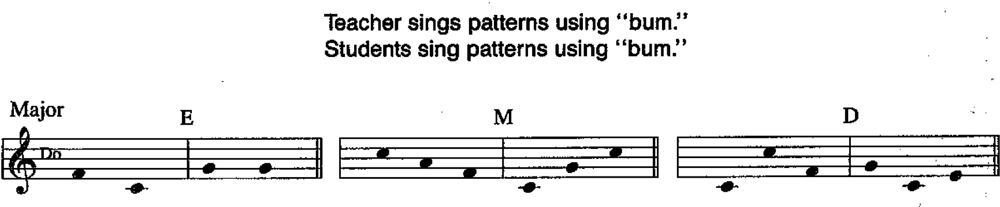 Teacher sings patterns using “bum.”
Students sing patterns using “bum.”
Major E M D
Do